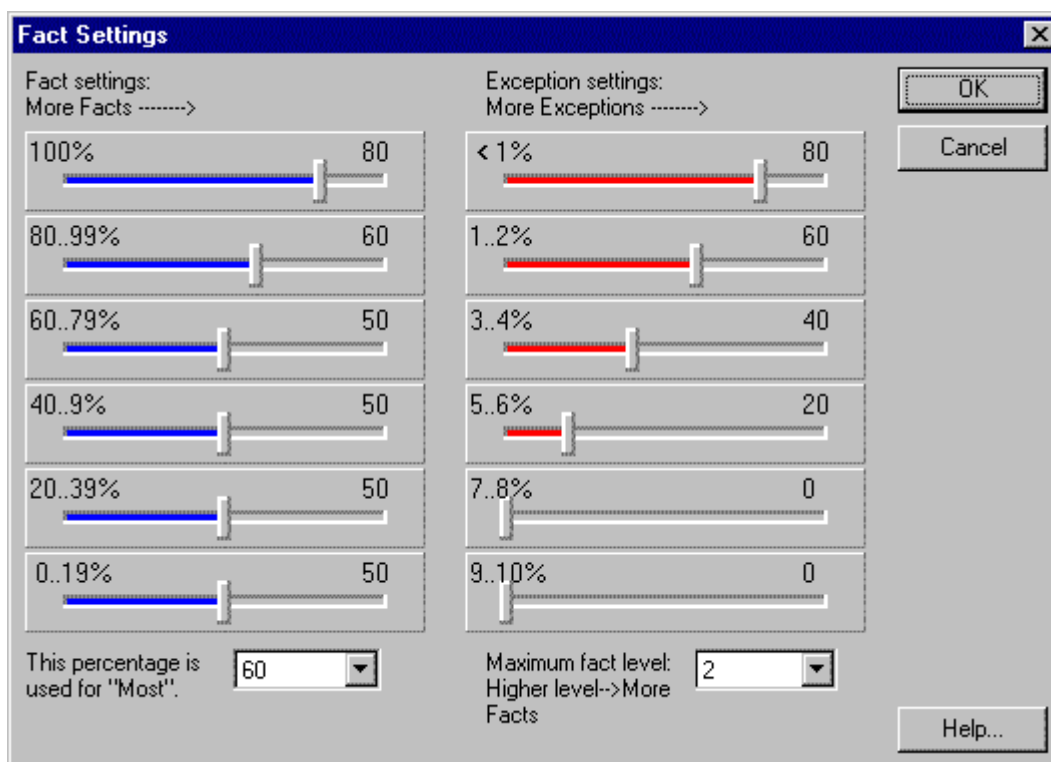 Fact Settings
Fact settings:
More Facts ------->
100% 80
80..99% 60
60..79% 50
40..9% 50
20..39% 50
0..19% 50
This percentage is
used for "Most".
60
Exception settings:
More Exceptions ------->
< 1% 80
1..2% 60
3..4% 40
5..6% 20
7..8% 0
9..10% 0
Maximum fact level:
Higher level-->More
Facts
2
OK
Cancel
Help...